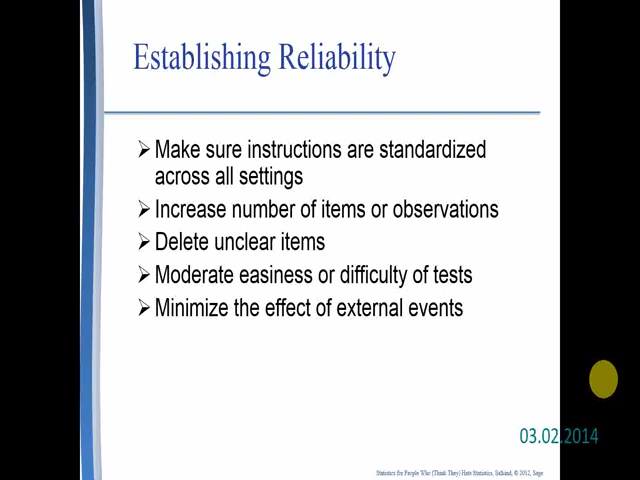 Establishing Reliability
Make sure instructions are standardized
across all settings
Increase number of items or observations
Delete unclear items
Moderate easiness or difficulty of tests
Minimize the effect of external events
03.02.2014
Statistics for People Who (Think They) Hate Statistics, Salkind, © 2012, Sage